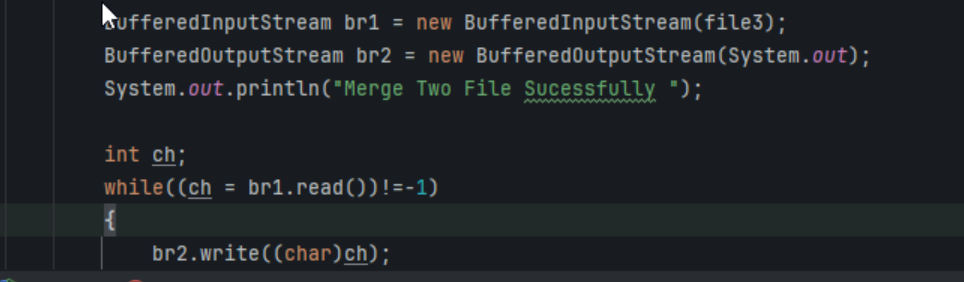 BufferedInputStream br1 = new BufferedInputStream(file3);
BufferedOutputStream br2 = new BufferedOutputStream(System.out);
System.out.println("Merge Two File Sucessfully ");
int ch;
while((ch = br1.read())!=-1)
{
br2.write((char)ch);